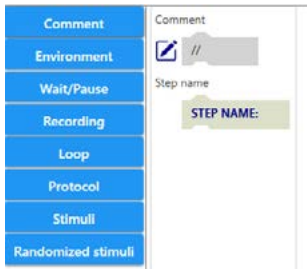 Comment
Environment
Wait/Pause
Recording
Loop
Protocol
Stimuli
Randomized stimuli
Comment
//
Step name
STEP NAME: